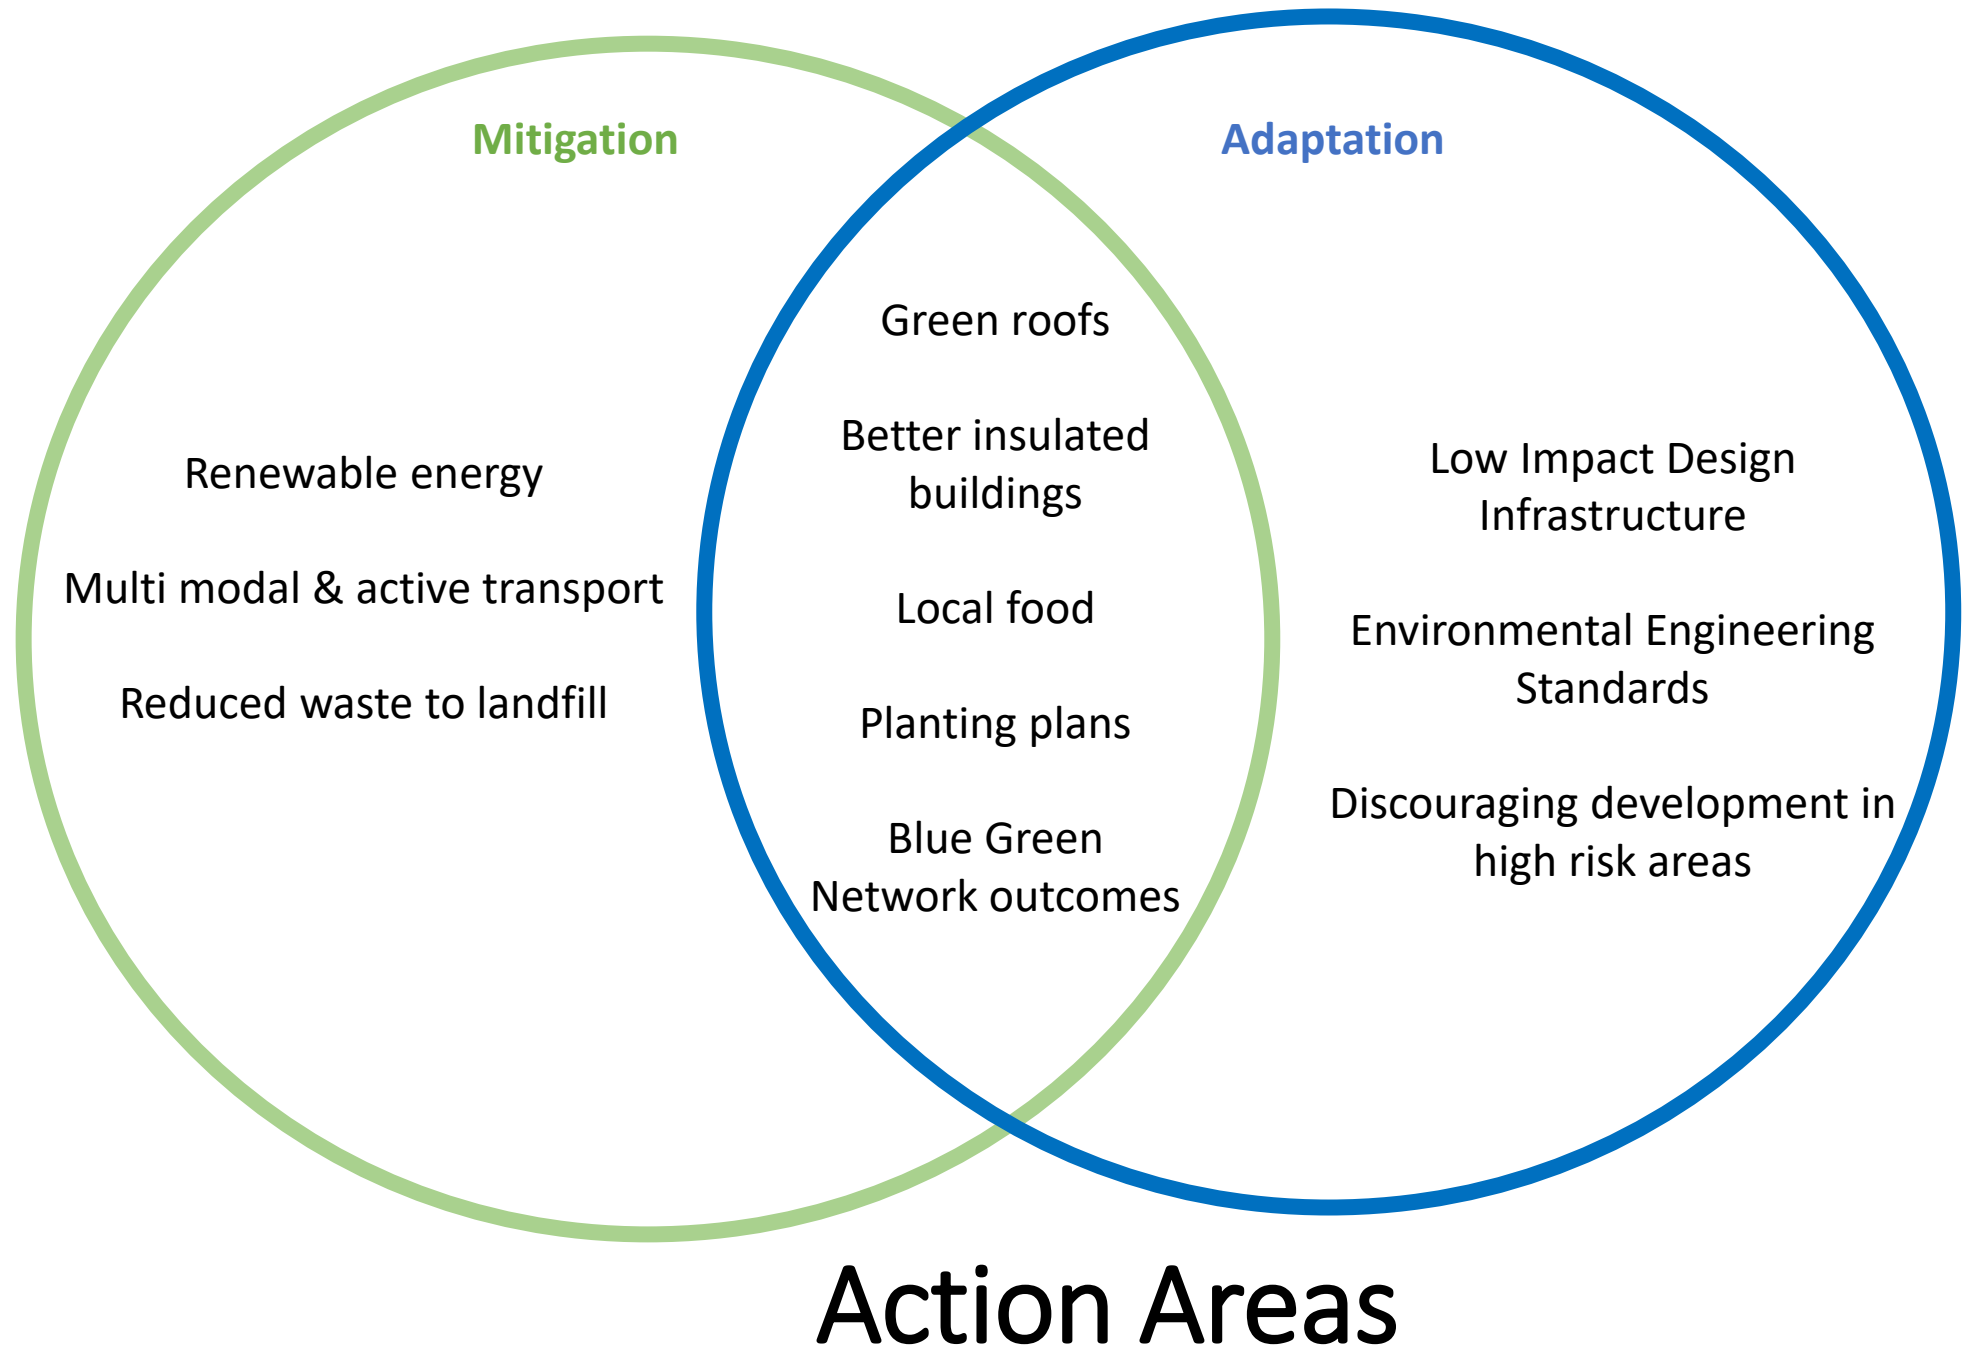 Mitigation
Adaptation
Renewable energy
Multi modal & active transport
Reduced waste to landfill
Green roofs
Better insulated
buildings
Local food
Planting plans
Blue Green
Network outcomes
Low Impact Design
Infrastructure
Environmental Engineering
Standards
Discouraging development in
high risk areas
Action Areas